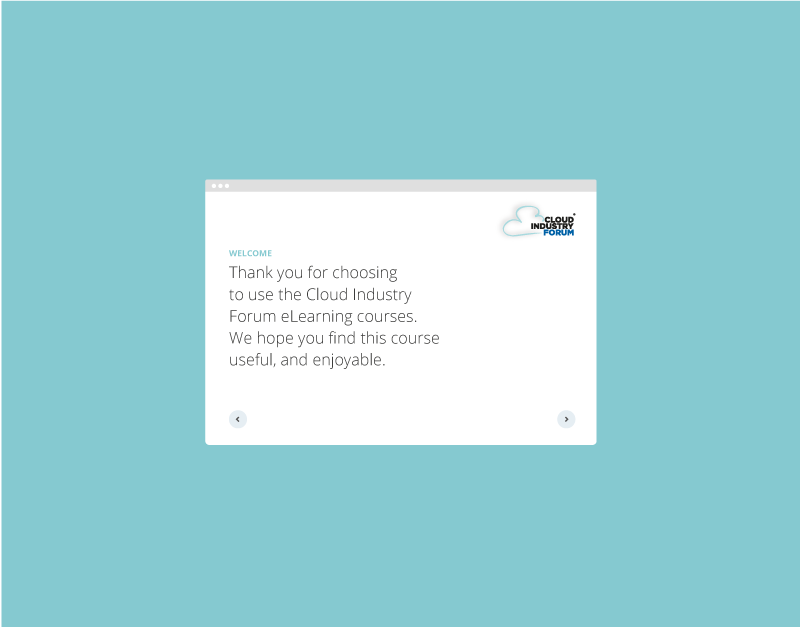 CLOUD
INDUSTRY
FORUM
WELCOME
Thank you for choosing
to use the Cloud Industry
Forum eLearning courses.
We hope you find this course
useful, and enjoyable.